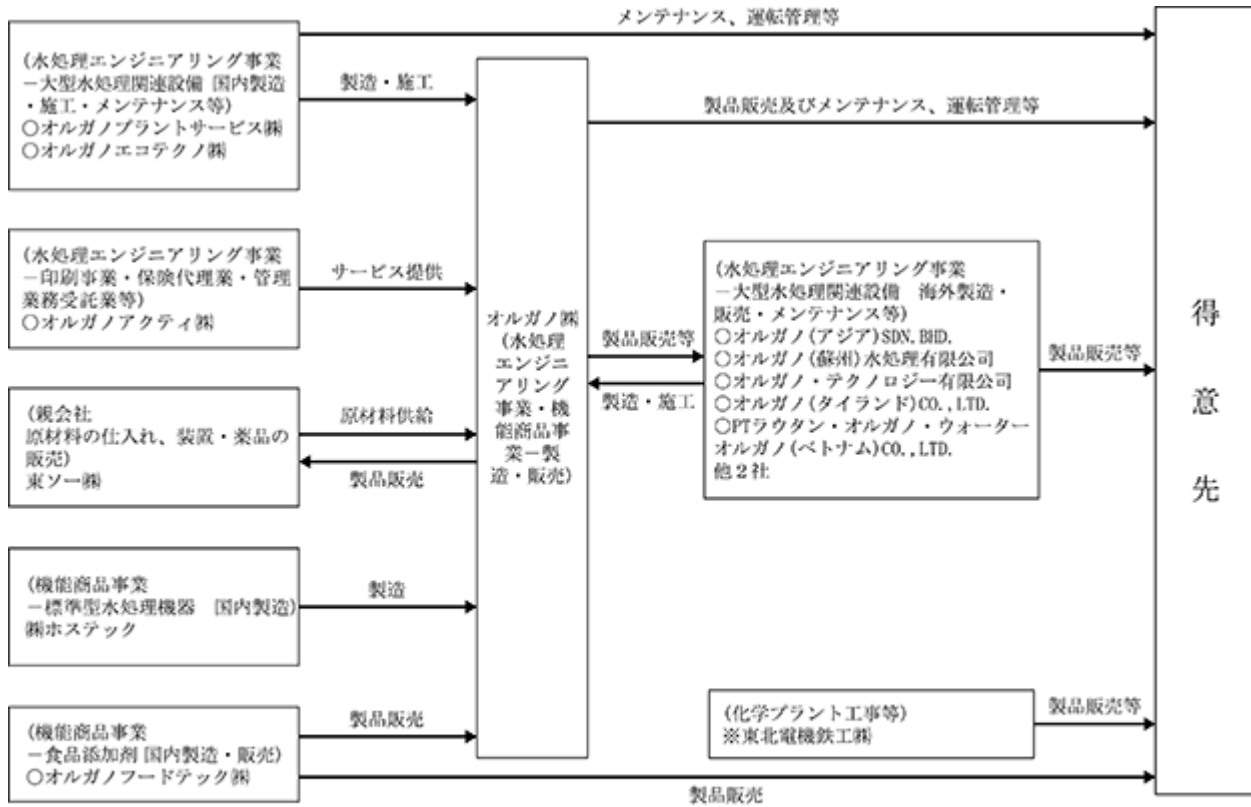 メンテナンス、運転管理等
(水処理エンジニアリング事業
－大型水処理関連設備 国内製造
・施工・メンテナンス等)
○オルガノプラントサービス㈱
○オルガノエコテクノ㈱
製造・施工
製品販売及びメンテナンス、運転管理等
(水処理エンジニアリング事業
－印刷事業・保険代理業・管理
業務受託業等)
○オルガノアクティ㈱
サービス提供
オルガノ㈱
(水処理
エンジニ
アリング
事業・機
能商品事
業－製
造・販売)
製品販売等
製造・施工
(水処理エンジニアリング事業
－大型水処理関連設備　海外製造・
販売・メンテナンス等)
○オルガノ(アジア)SDN.BHD.
○オルガノ(蘇州)水処理有限公司
○オルガノ・テクノロジー有限公司
○オルガノ(タイランド)CO.,LTD.
○PTラウタン・オルガノ・ウォーター
オルガノ(ベトナム)CO.,LTD.
他２社
製品販売等
得意先
(親会社
原材料の仕入れ、装置・薬品の
販売)
東ソー㈱
原材料供給
製品販売
(機能商品事業
－標準型水処理機器　国内製造)
㈱ホステック
製造
(機能商品事業
－食品添加剤 国内製造・販売)
○オルガノフードテック㈱
製品販売
(化学プラント工事等)
※東北電機鉄工㈱
製品販売等
製品販売